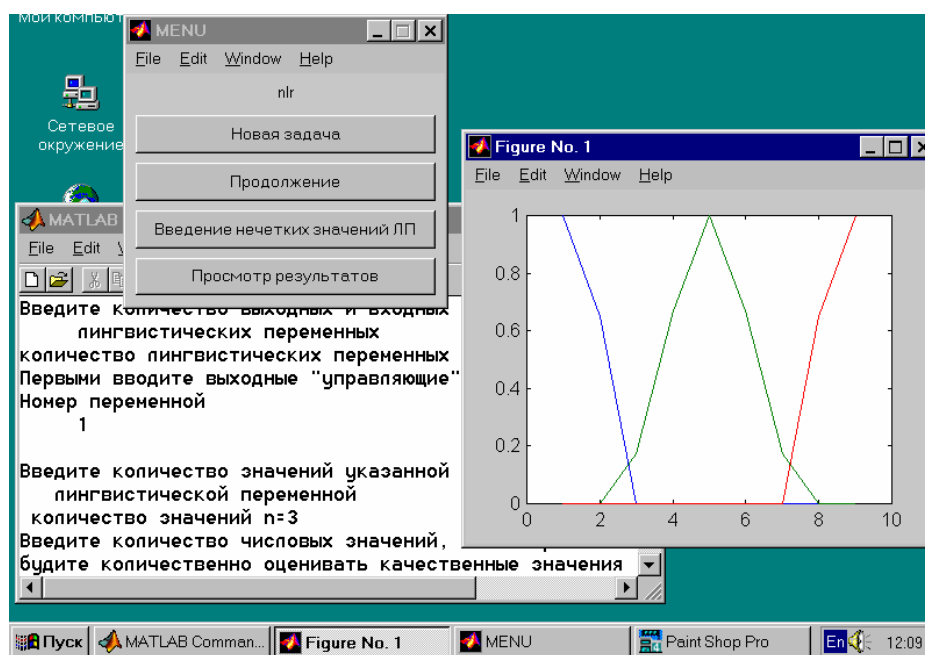 Мой компьют
Сетевое
окружение
MENU
File Edit Window Help
nlr
Новая задача
Продолжение
Введение нечетких значений ЛП
Просмотр результатов
MATLAB
File Edit
Введите количество выходных и входных
лингвистических переменных
количество лингвистических переменных
Первыми вводите выходные "управляющие"
Номер переменной
1
Введите количество значений указанной
лингвистической переменной
количество значений n=3
Введите количество числовых значений,
будите количественно оценивать качественные значения
Figure No. 1
File Edit Window Help
1
0.8
0.6
0.4
0.2
0
0 2 4 6 8 10
Пуск MATLAB Comman... Figure No. 1 MENU Paint Shop Pro En 12:09